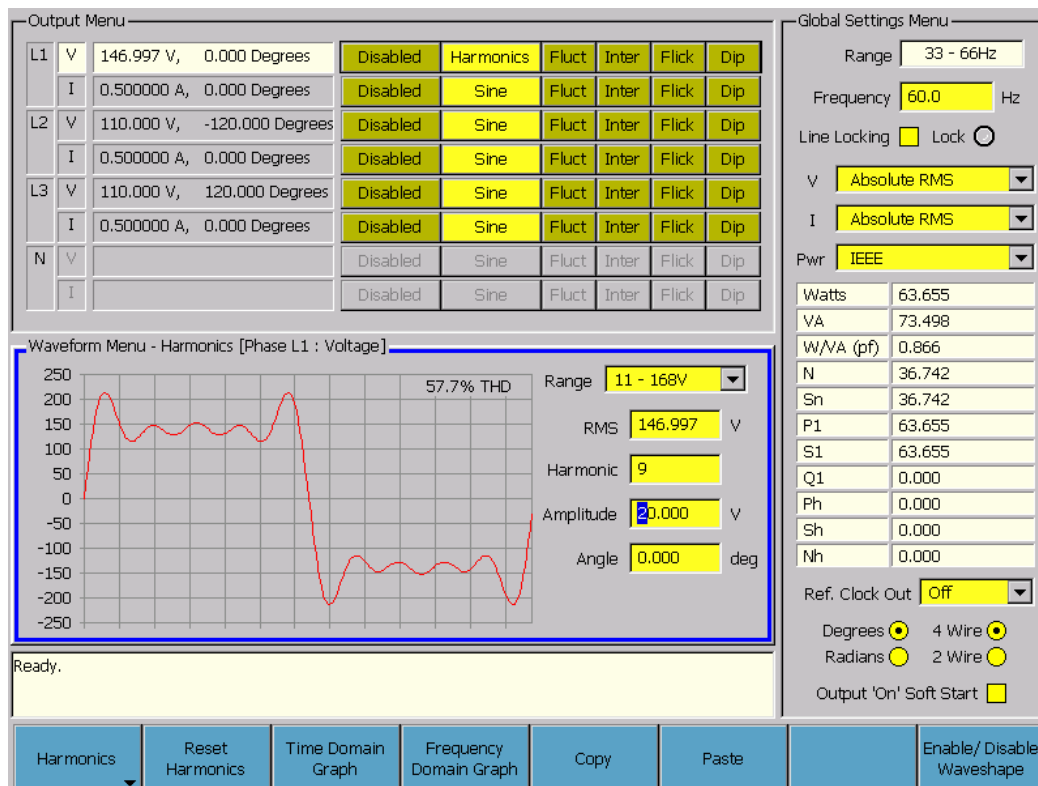 Output Menu
L1 V 146.997 V, 0.000 Degrees Disabled Harmonics Fluct Inter Flick Dip
I 0.500000 A, 0.000 Degrees Disabled Sine Fluct Inter Flick Dip
L2 V 110.000 V, -120.000 Degrees Disabled Sine Fluct Inter Flick Dip
I 0.500000 A, 0.000 Degrees Disabled Sine Fluct Inter Flick Dip
L3 V 110.000 V, 120.000 Degrees Disabled Sine Fluct Inter Flick Dip
I 0.500000 A, 0.000 Degrees Disabled Sine Fluct Inter Flick Dip
N V Disabled Sine Fluct Inter Flick Dip
I Disabled Sine Fluct Inter Flick Dip
Waveform Menu - Harmonics [Phase L1 : Voltage]
250
200
150
100
50
0
-50
-100
-150
-200
-250
57.7% THD
Range 11 - 168V
RMS 146.997 V
Harmonic 9
Amplitude 20.000 V
Angle 0.000 deg
Ready.
Global Settings Menu
Range 33 - 66Hz
Frequency 60.0 Hz
Line Locking Lock
V Absolute RMS
I Absolute RMS
Pwr IEEE
Watts 63.655
VA 73.498
W/VA (pf) 0.866
N 36.742
Sn 36.742
P1 63.655
S1 63.655
Q1 0.000
Ph 0.000
Sh 0.000
Nh 0.000
Ref. Clock Out Off
Degrees 4 Wire
Radians 2 Wire
Output 'On' Soft Start
Harmonics
Reset
Harmonics
Time Domain
Graph
Frequency
Domain Graph
Copy
Paste
Enable/ Disable
Waveshape